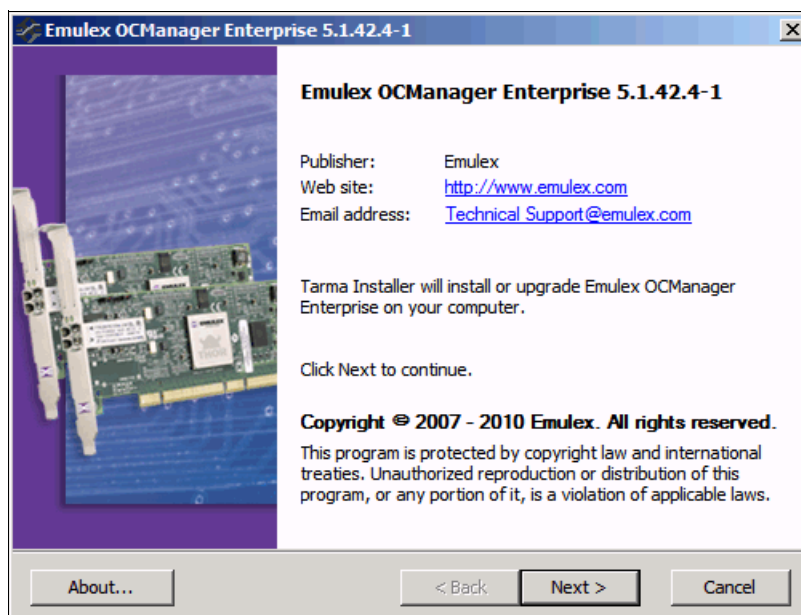 Emulex OCManager Enterprise 5.1.42.4-1
Emulex OCManager Enterprise 5.1.42.4-1
Publisher: Emulex
Web site: http://www.emulex.com
Email address: Technical Support@emulex.com
Tarma Installer will install or upgrade Emulex OCManager
Enterprise on your computer.
Click Next to continue.
Copyright © 2007 - 2010 Emulex. All rights reserved.
This program is protected by copyright law and international
treaties. Unauthorized reproduction or distribution of this
program, or any portion of it, is a violation of applicable laws.
EMULEX
THOR
About... < Back Next > Cancel